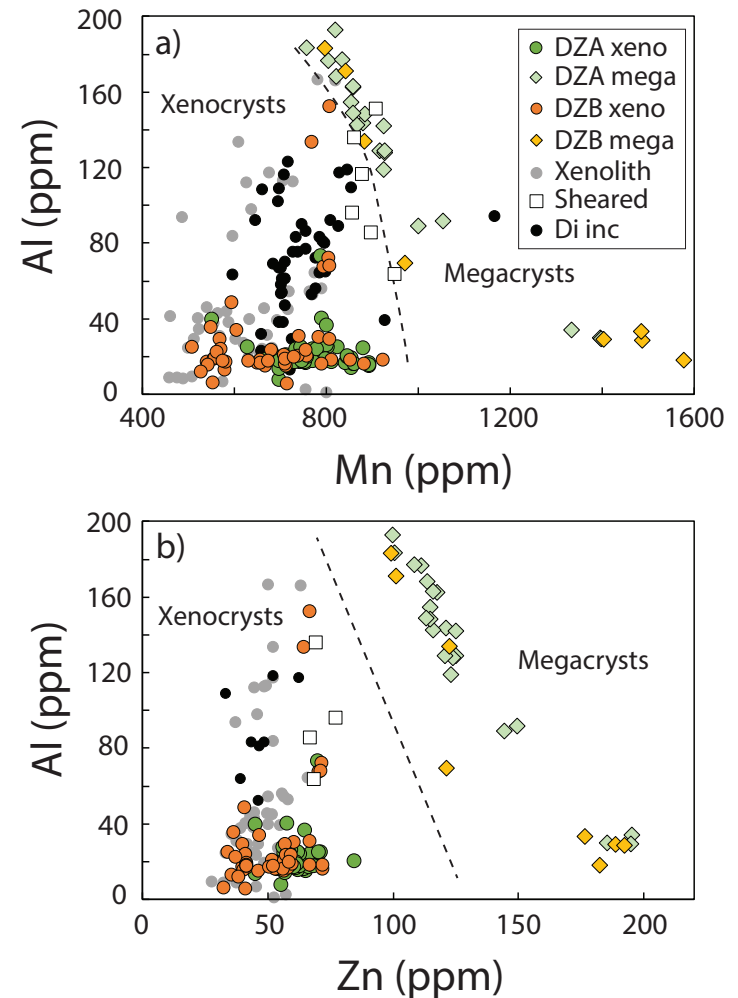 200
160
120
80
40
0
Al (ppm)
a)
Xenocrysts
Megacrysts
DZA xeno
DZA mega
DZB xeno
DZB mega
Xenolith
Sheared
Di inc
400
800
1200
1600
Mn (ppm)
200
160
120
80
40
0
Al (ppm)
b)
Xenocrysts
Megacrysts
0
50
100
150
200
Zn (ppm)